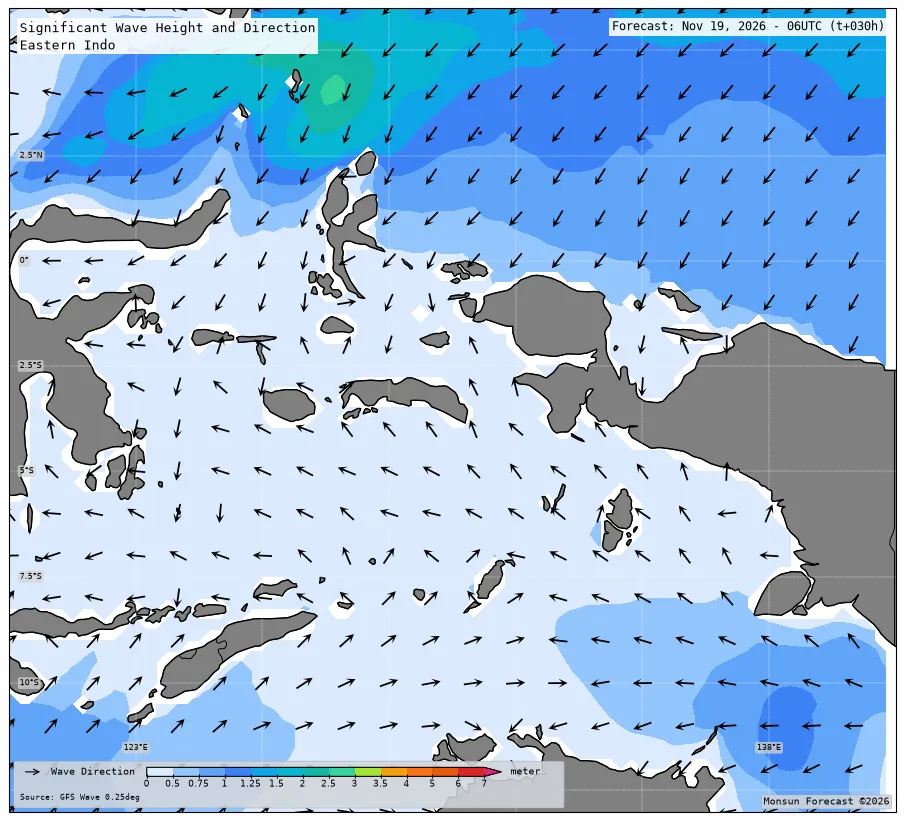 Significant Wave Height and Direction
Eastern Indo
Forecast: Nov 19, 2026 - 06UTC (t+030h)
2.5°N
0°
2.5°S
5°S
7.5°S
10°S
123°E
138°E
Wave Direction
meter
0 0.5 0.75 1 1.25 1.5 2 2.5 3 3.5 4 5 6 7
Source: GFS Wave 0.25deg
Monsun Forecast ©2026